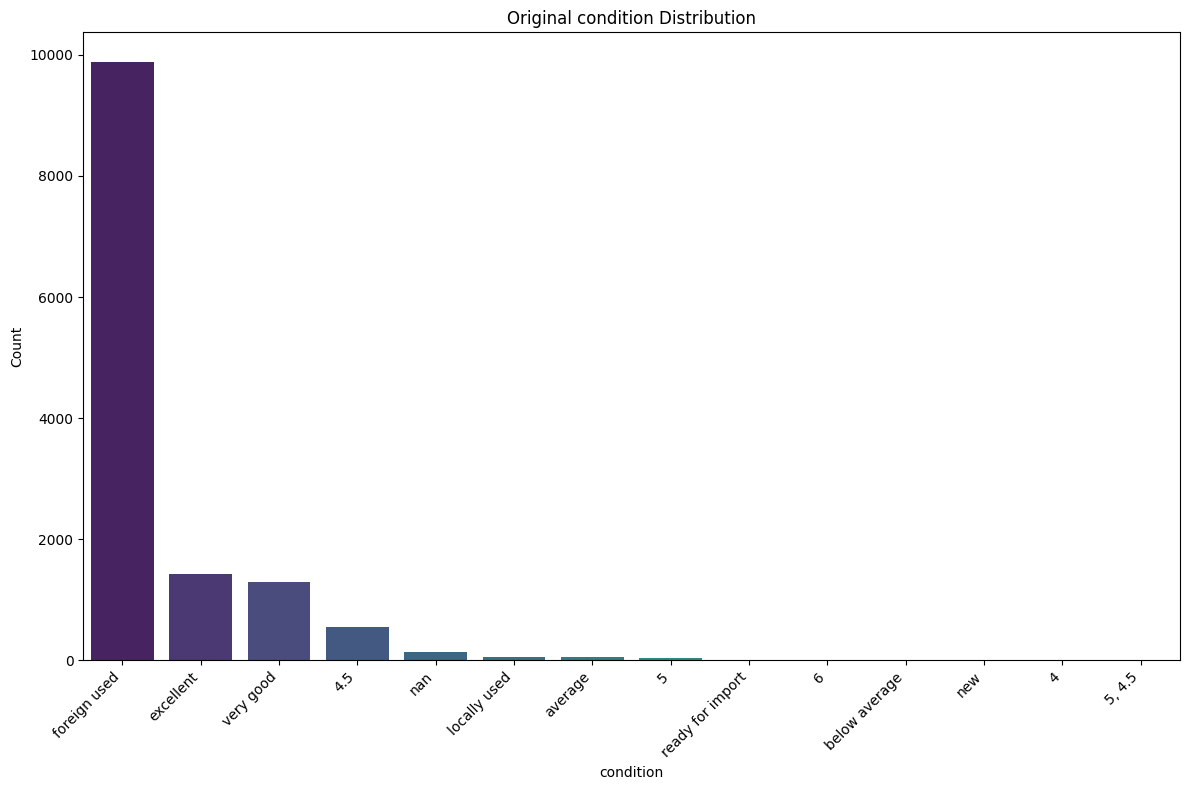 Original condition Distribution
10000
8000
6000
4000
2000
0
Count
foreign used
excellent
very good
4.5
nan
locally used
average
5
ready for import
6
below average
new
4
5, 4.5
condition